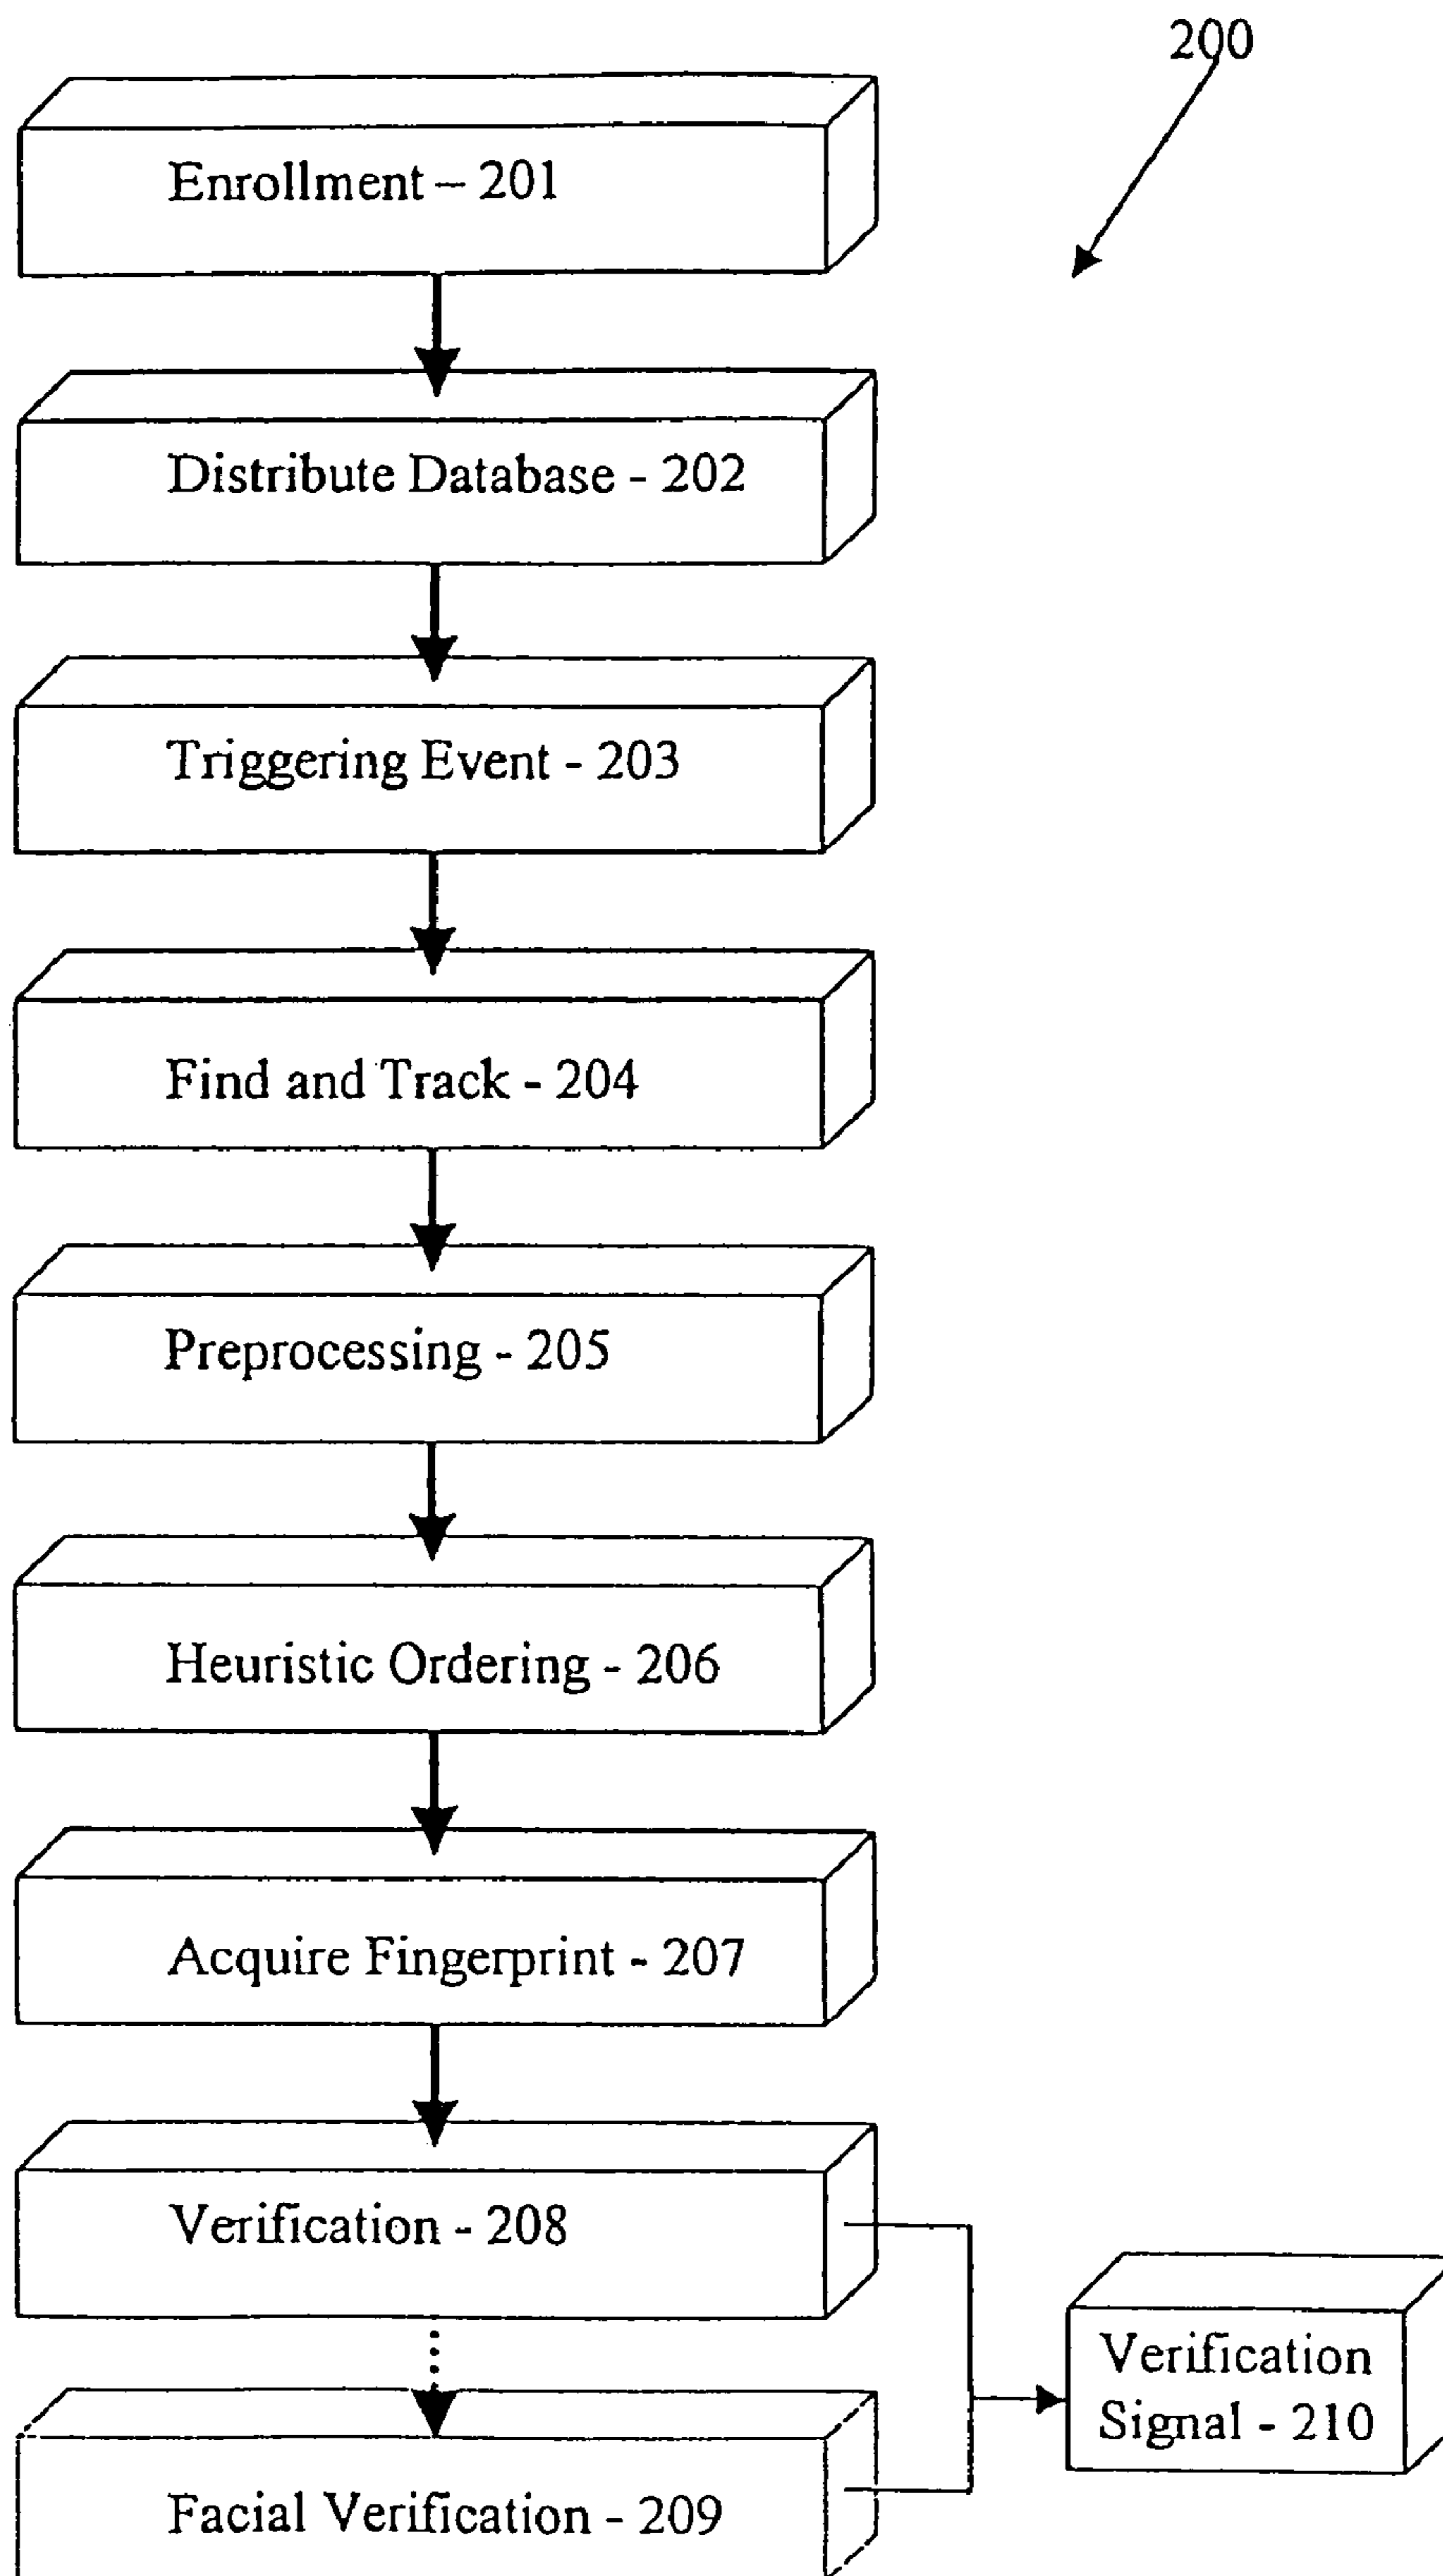 200
Enrollment – 201
Distribute Database - 202
Triggering Event - 203
Find and Track - 204
Preprocessing - 205
Heuristic Ordering - 206
Acquire Fingerprint - 207
Verification - 208
Verification
Signal - 210
Facial Verification - 209